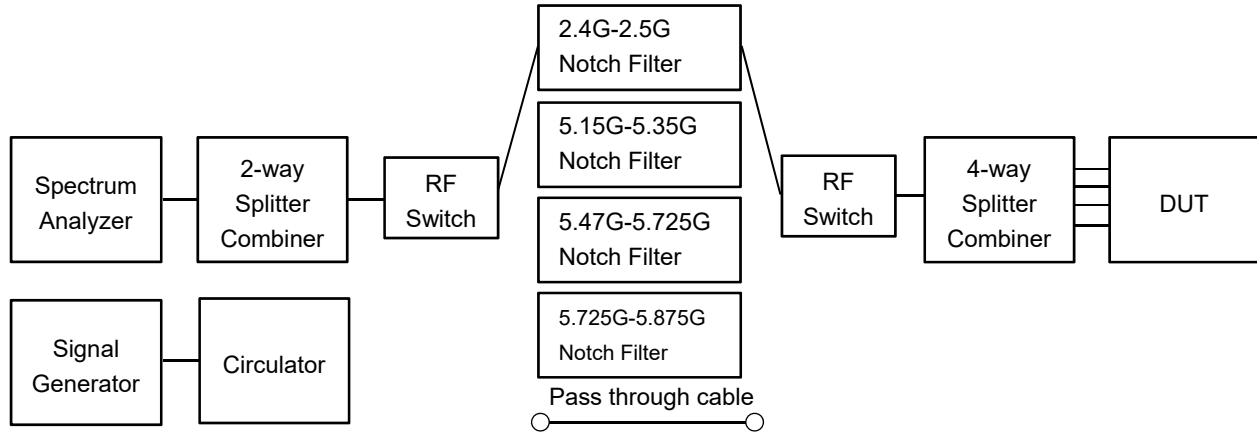 2.4G-2.5G
Notch Filter
5.15G-5.35G
Notch Filter
Spectrum
Analyzer
2-way
Splitter
Combiner
RF
Switch
RF
Switch
4-way
Splitter
Combiner
DUT
5.47G-5.725G
Notch Filter
Signal
Generator
Circulator
5.725G-5.875G
Notch Filter
Pass through cable